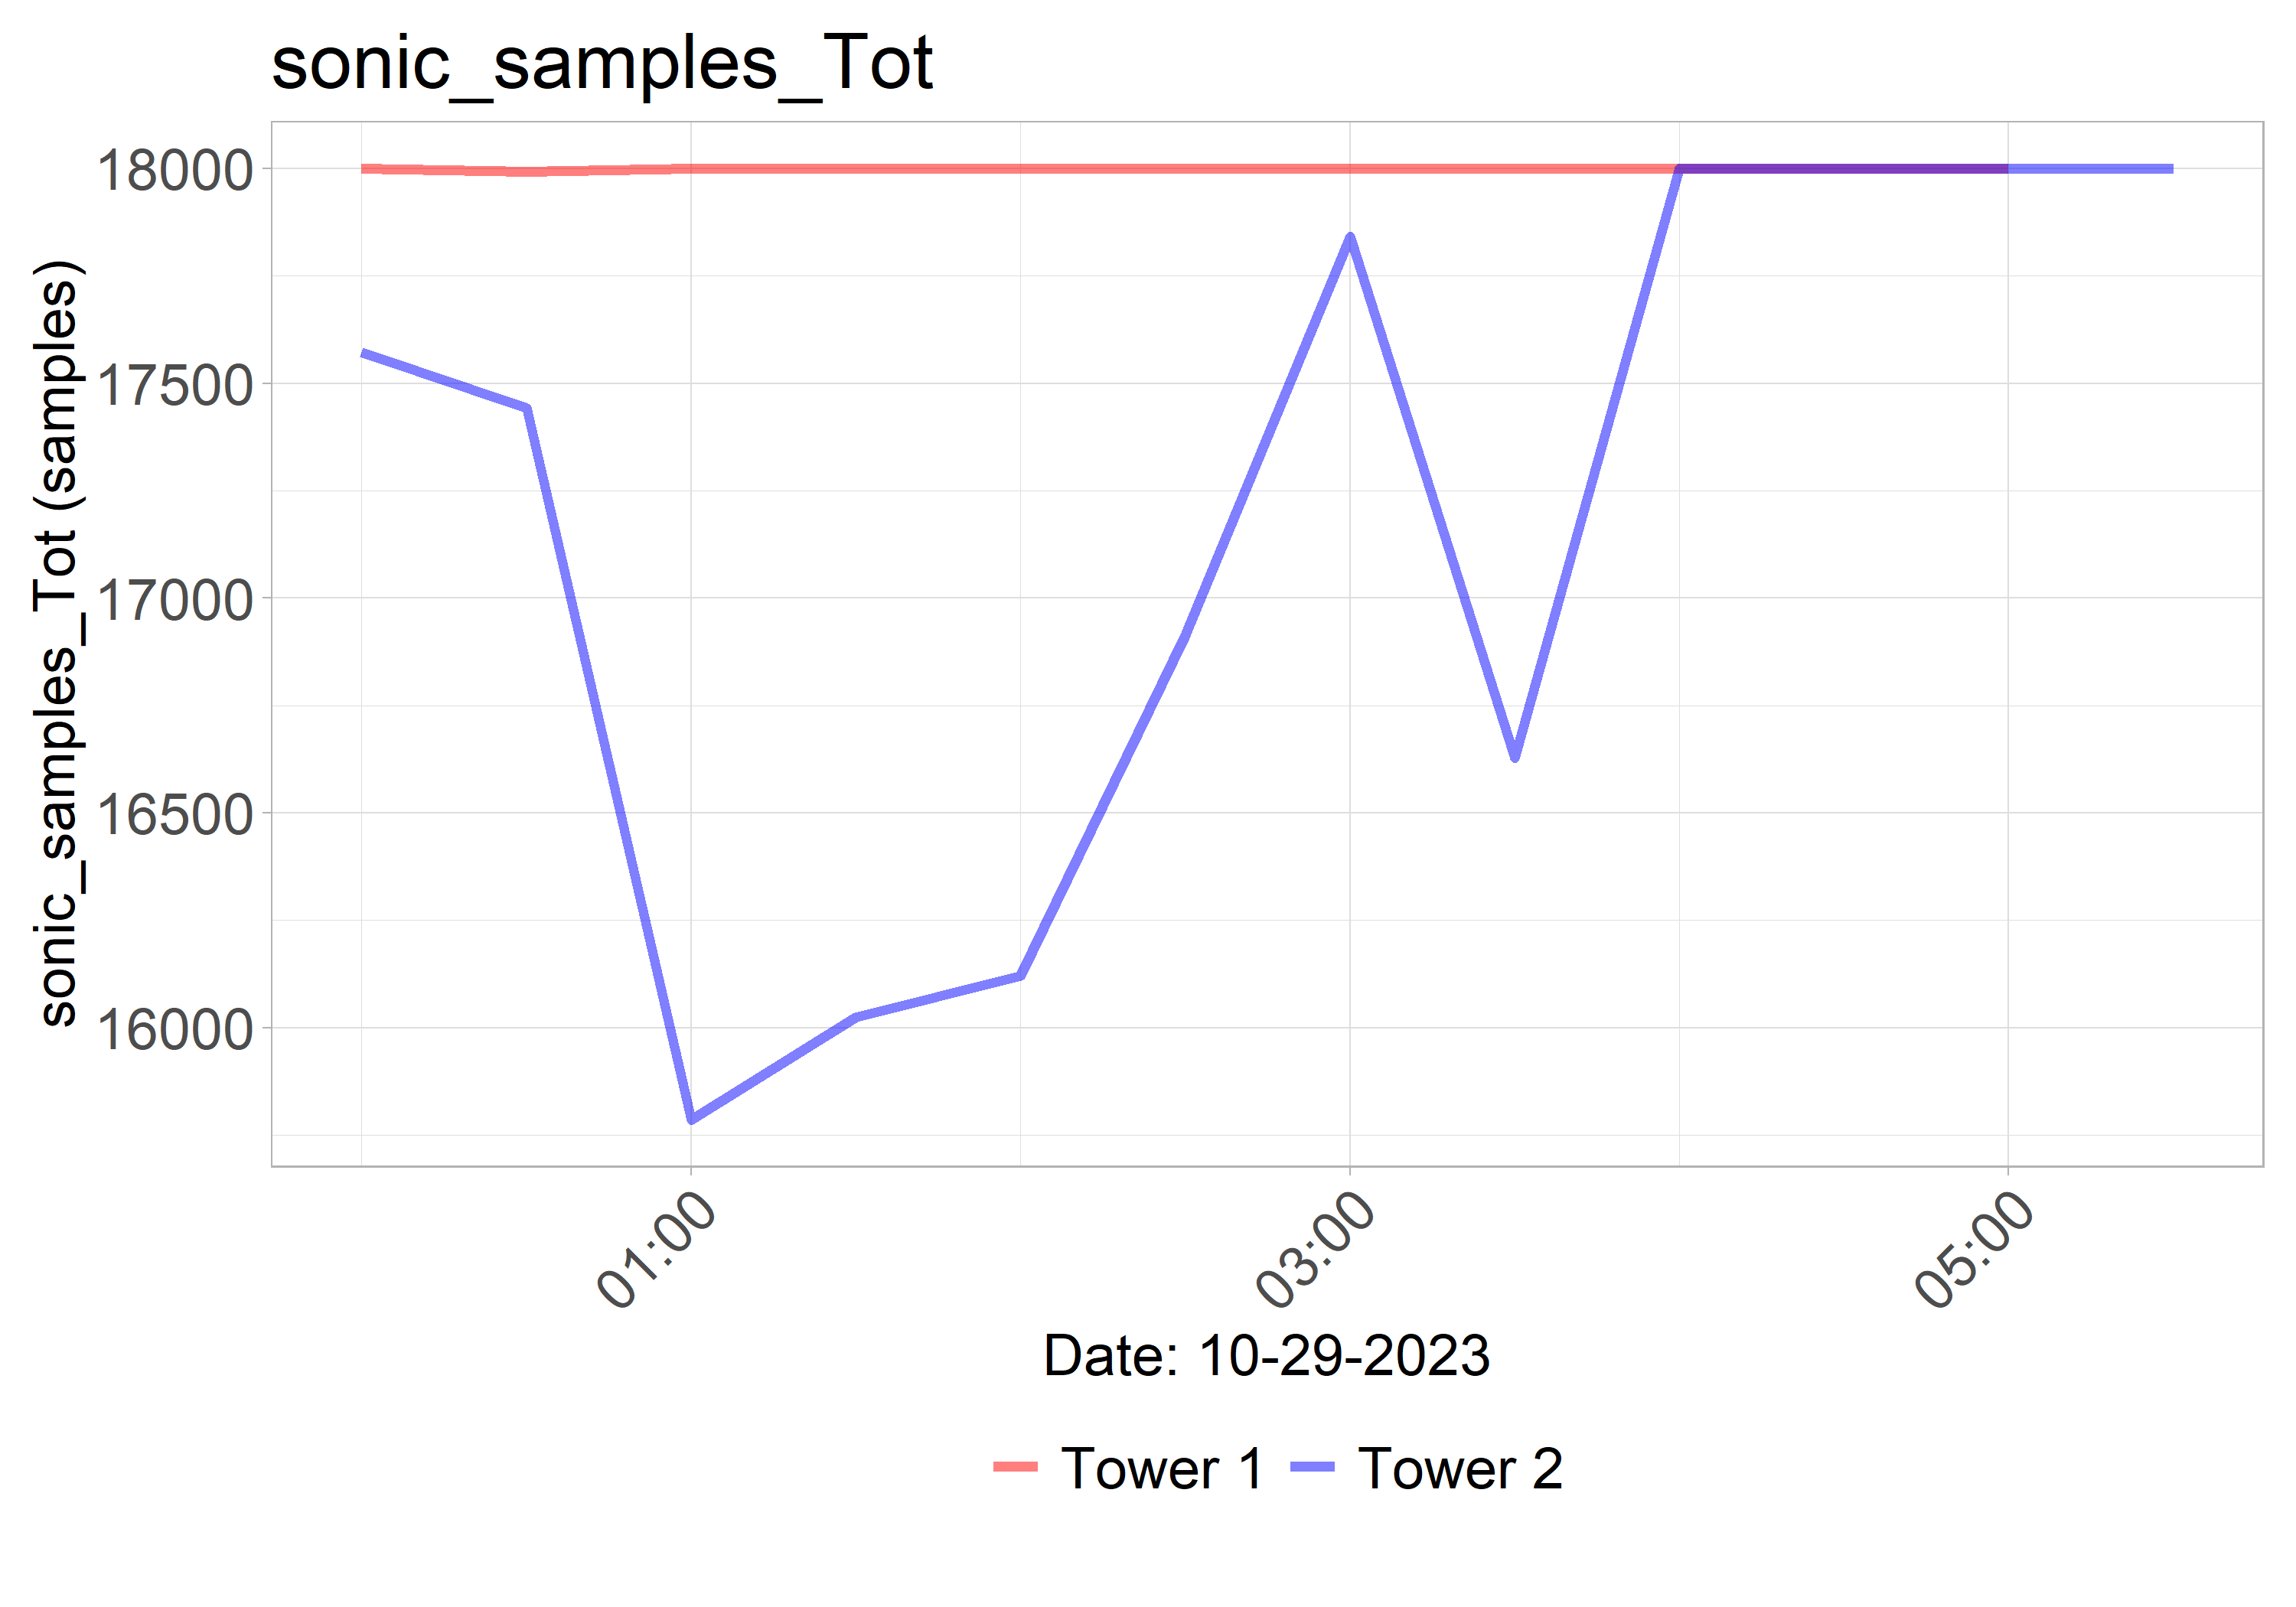 sonic_samples_Tot
sonic_samples_Tot (samples)
18000
17500
17000
16500
16000
01:00
03:00
05:00
Date: 10-29-2023
Tower 1
Tower 2